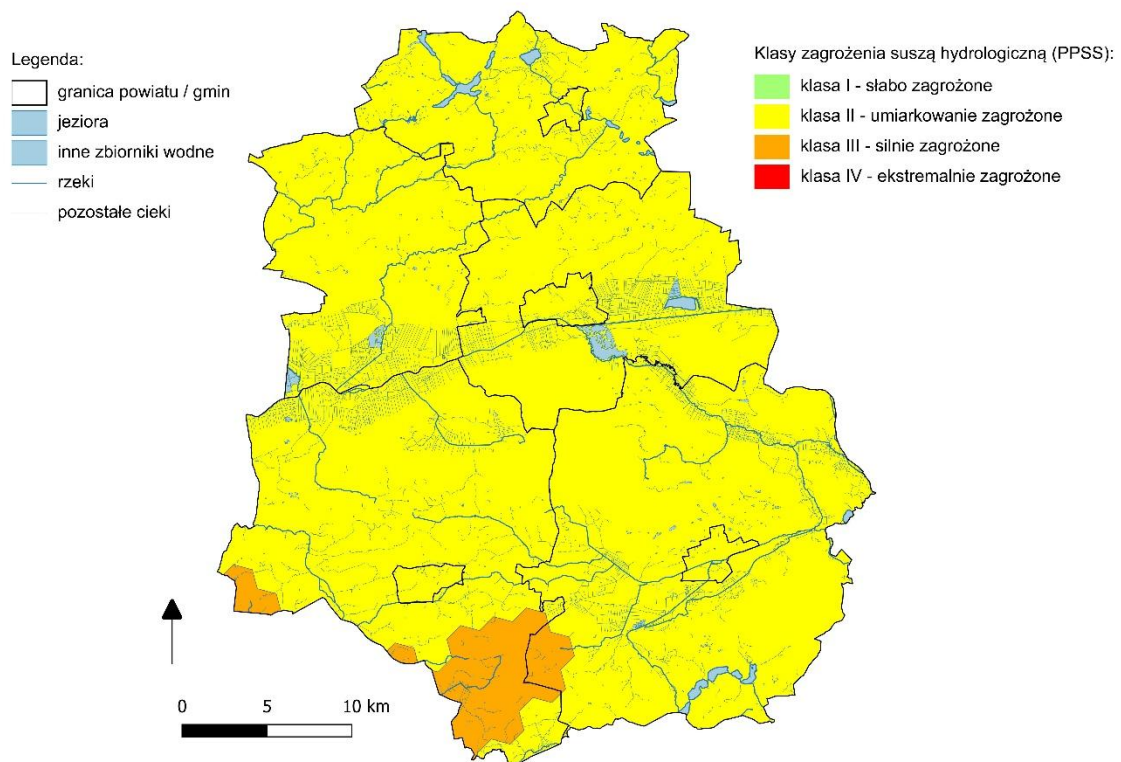 Legenda:
granica powiatu / gmin
jeziora
inne zbiorniki wodne
rzeki
pozostałe cieki
Klasy zagrożenia suszą hydrologiczną (PPSS):
klasa I - słabo zagrożone
klasa II - umiarkowanie zagrożone
klasa III - silnie zagrożone
klasa IV - ekstremalnie zagrożone
0 5 10 km